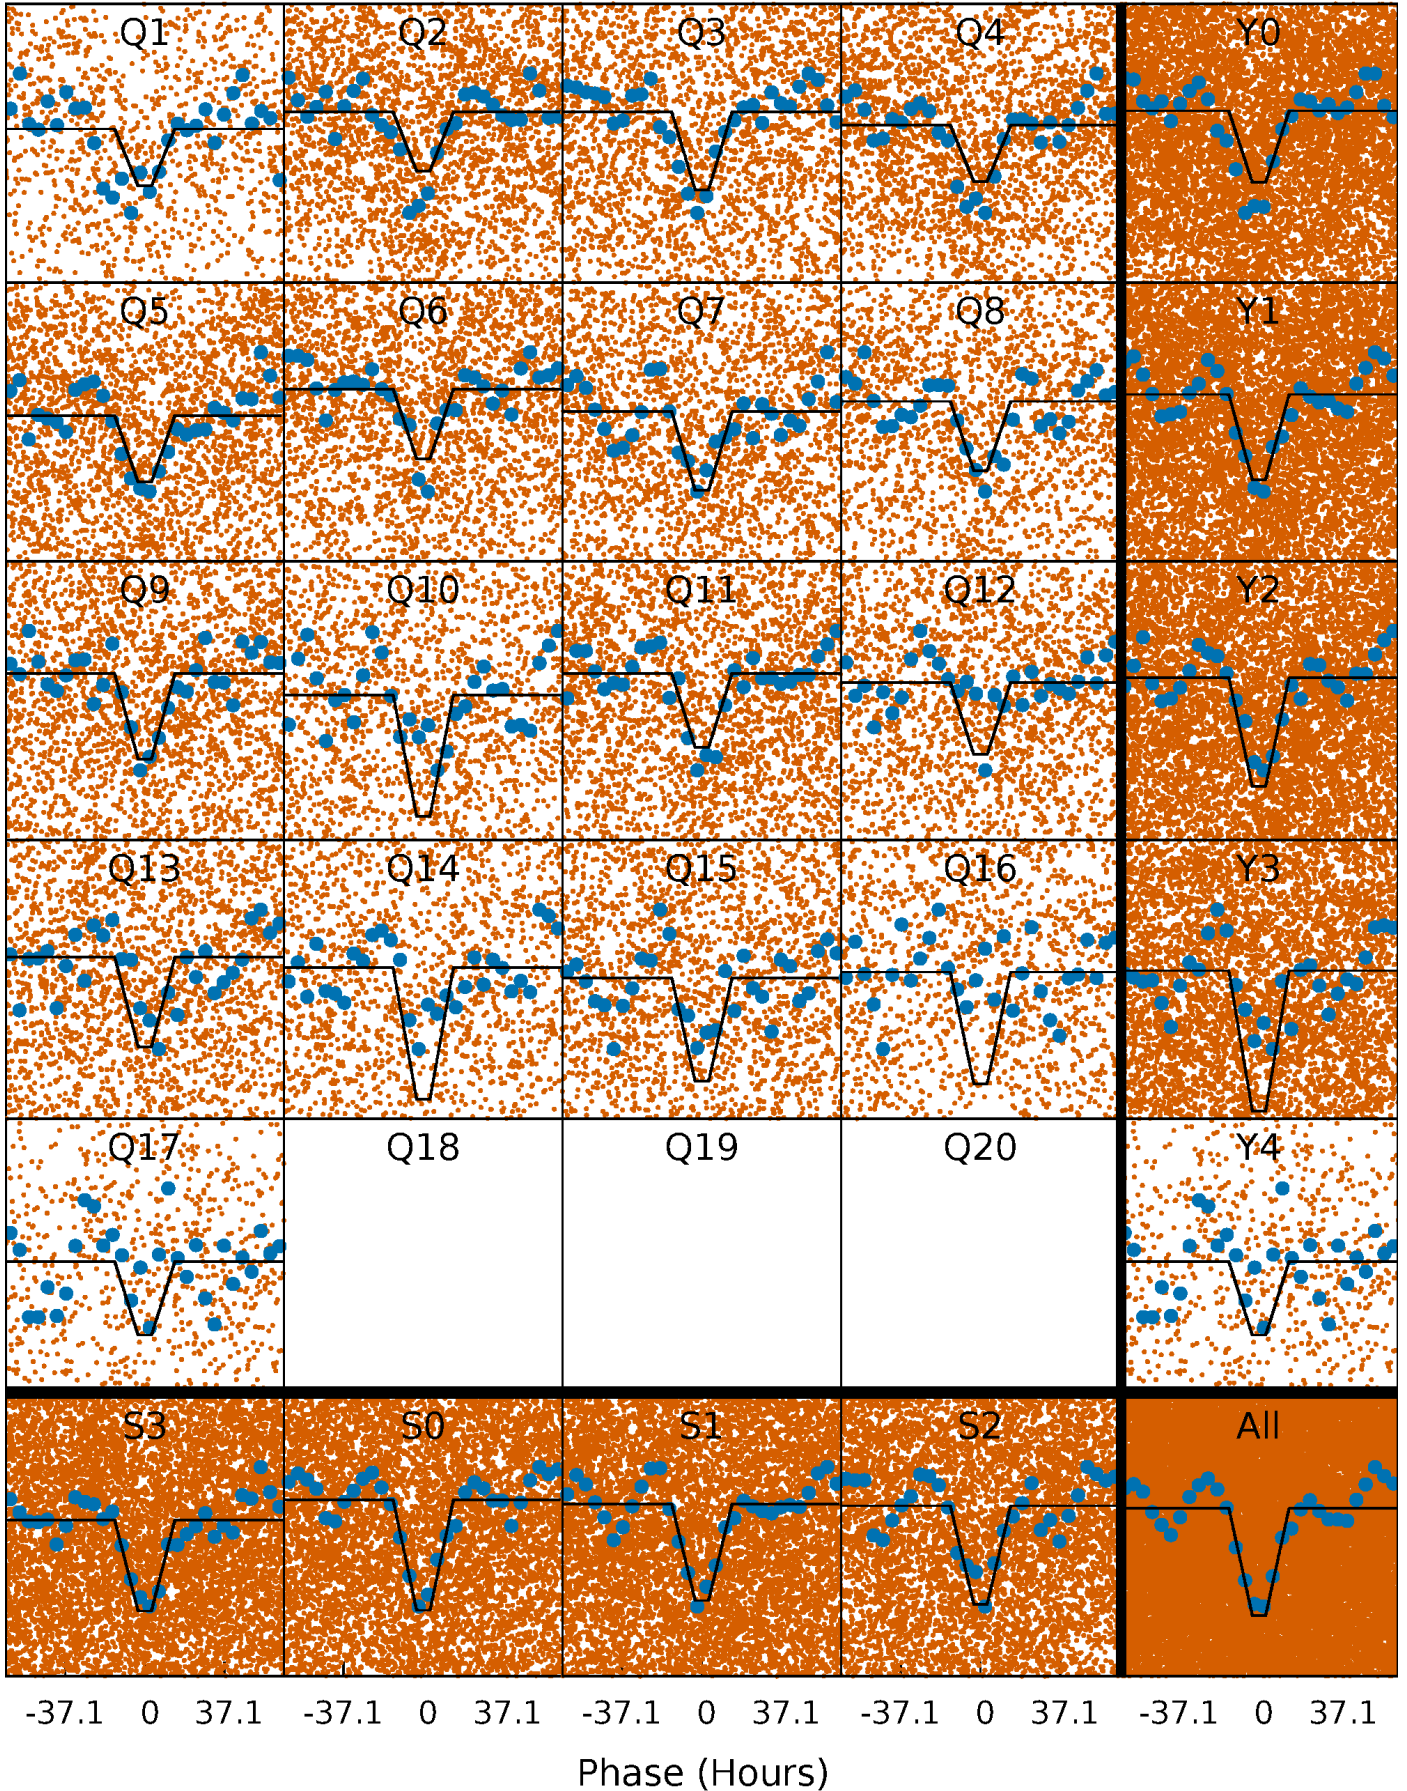 Q1 Q2 Q3 Q4 Y0
Q5 Q6 Q7 Q8 Y1
Q9 Q10 Q11 Q12 Y2
Q13 Q14 Q15 Q16 Y3
Q17 Q18 Q19 Q20 Y4
S3 S0 S1 S2 All
-37.1 0 37.1 -37.1 0 37.1 -37.1 0 37.1 -37.1 0 37.1 -37.1 0 37.1
Phase (Hours)